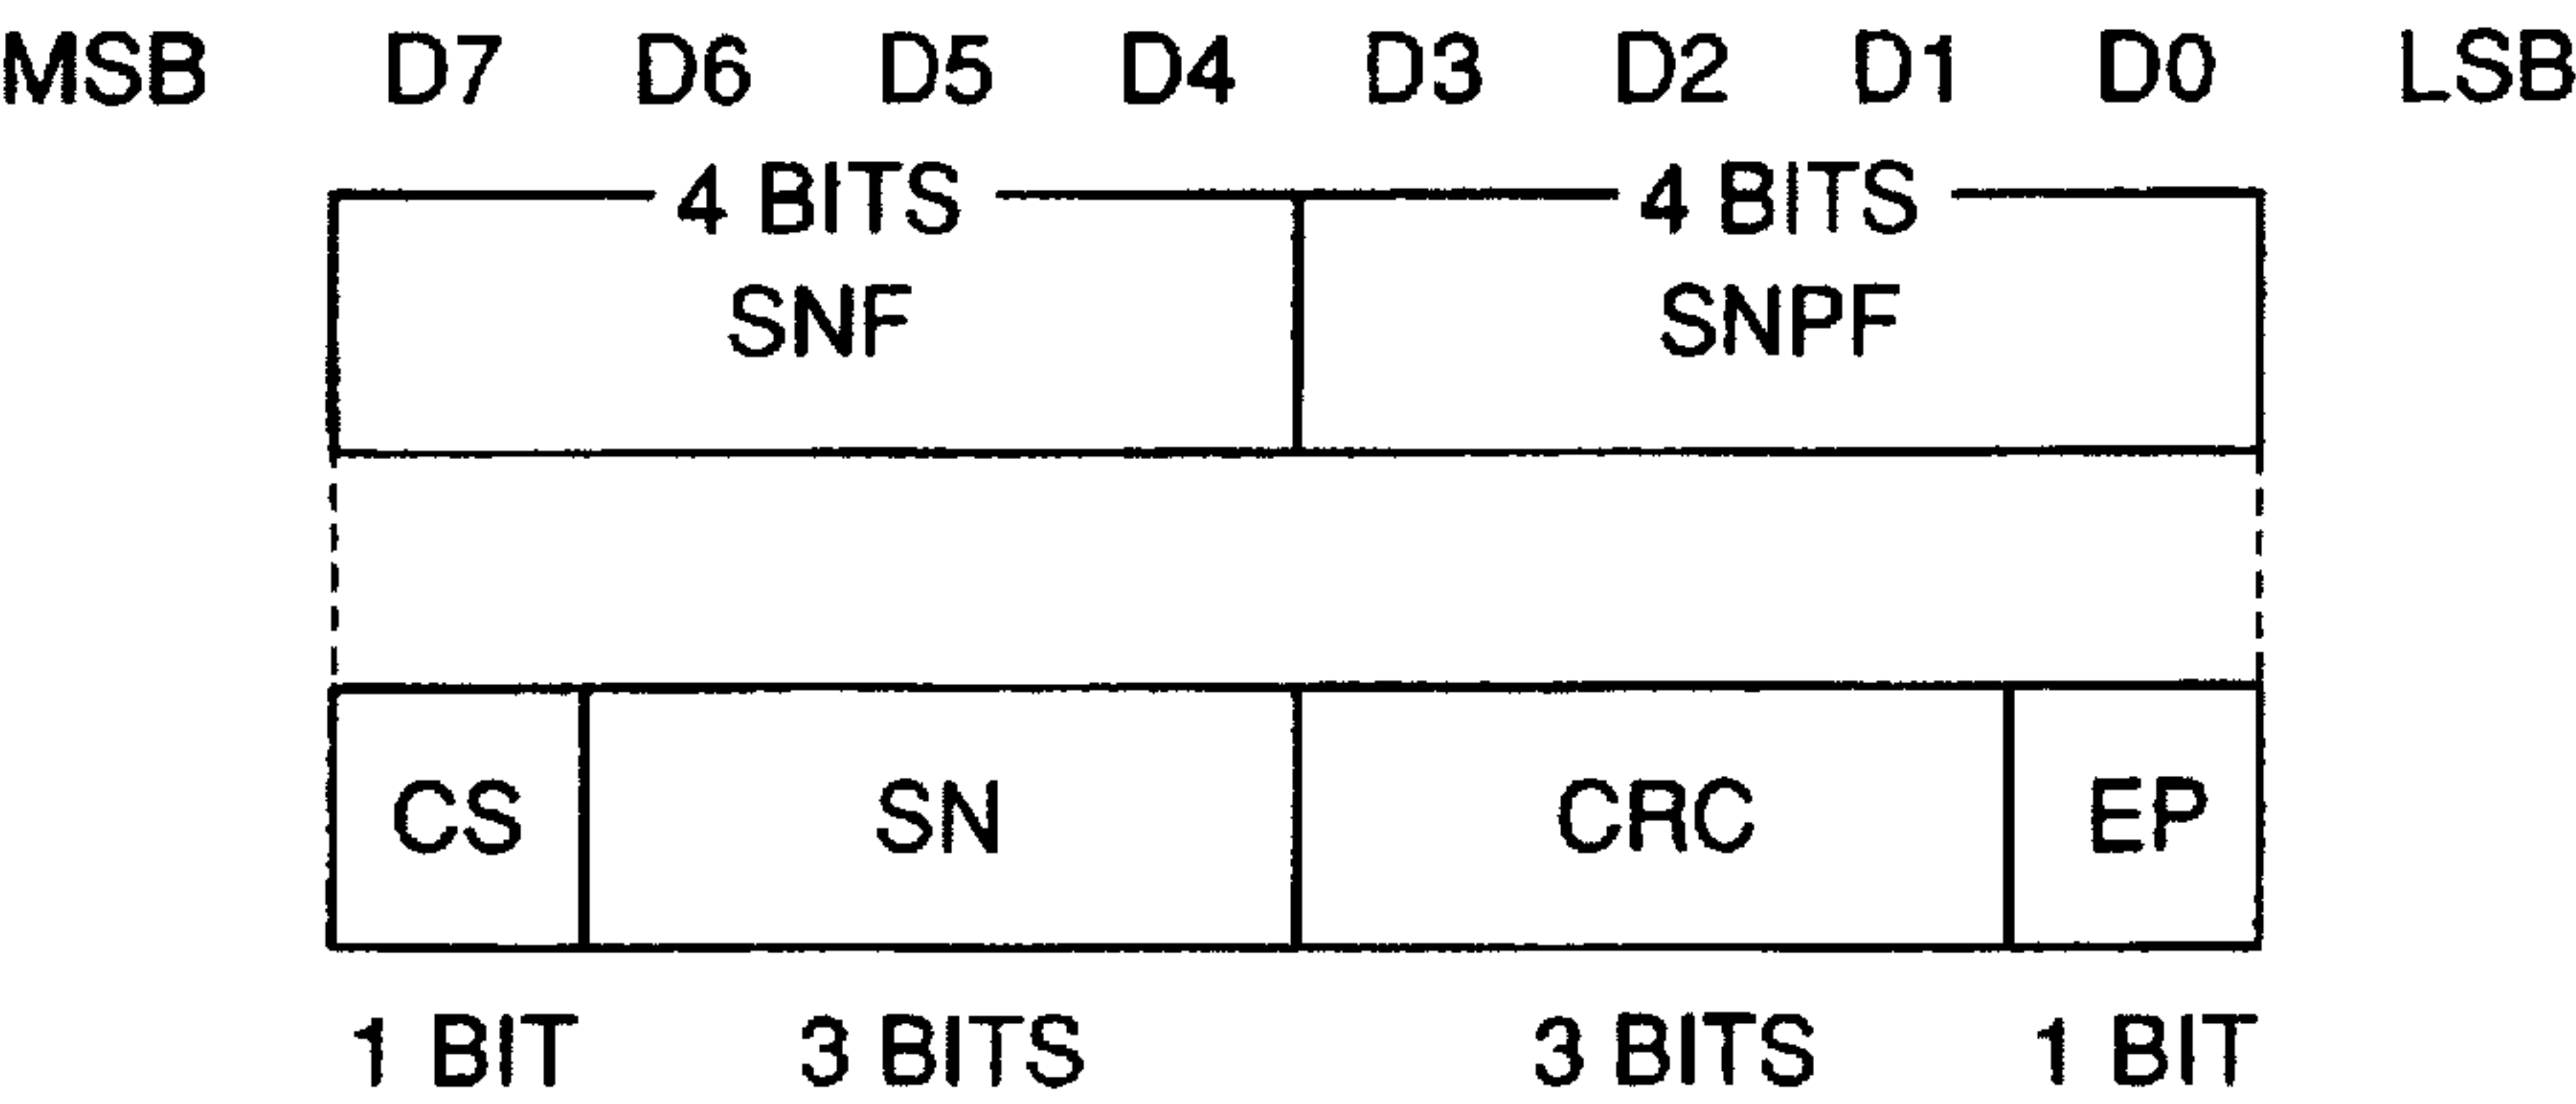 MSB D7 D6 D5 D4 D3 D2 D1 D0 LSB
4 BITS 4 BITS
SNF SNPF
CS SN CRC EP
1 BIT 3 BITS 3 BITS 1 BIT